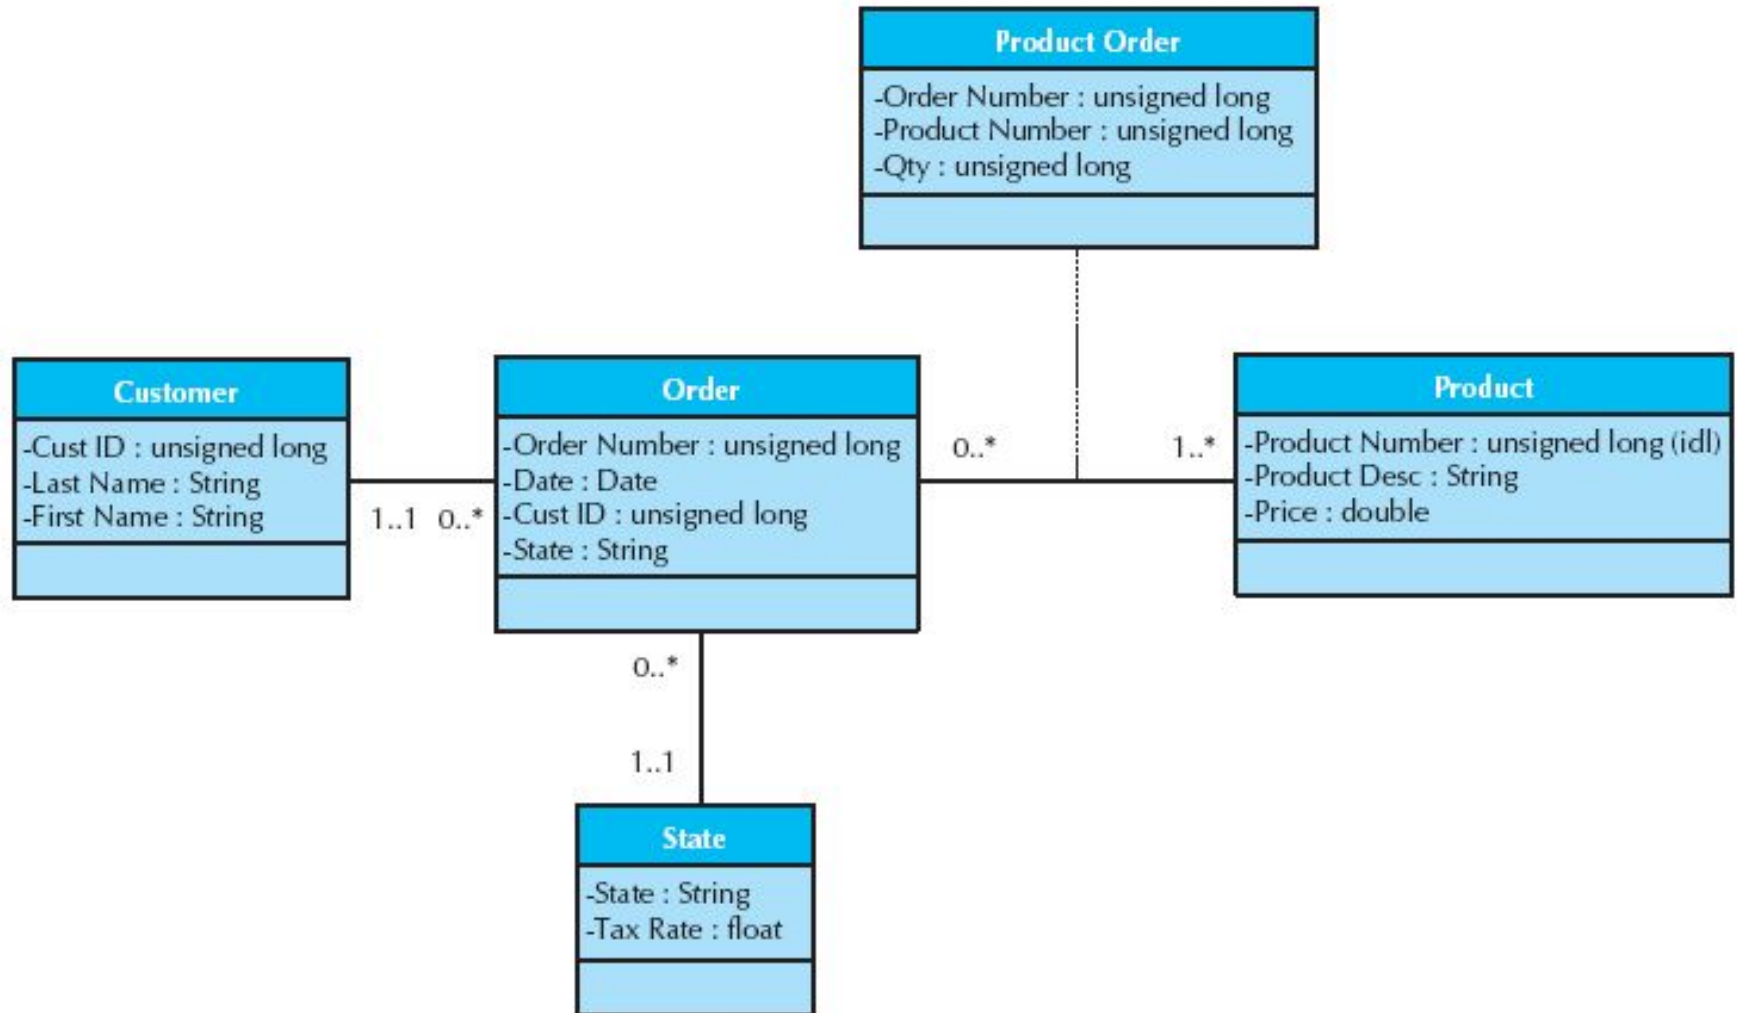 Product Order
-Order Number : unsigned long
-Product Number : unsigned long
-Qty : unsigned long
Customer
-Cust ID : unsigned long
-Last Name : String
-First Name : String
1..1 0..*
Order
-Order Number : unsigned long
-Date : Date
-Cust ID : unsigned long
-State : String
0..* 1..*
Product
-Product Number : unsigned long (idl)
-Product Desc : String
-Price : double
0..*
1..1
State
-State : String
-Tax Rate : float